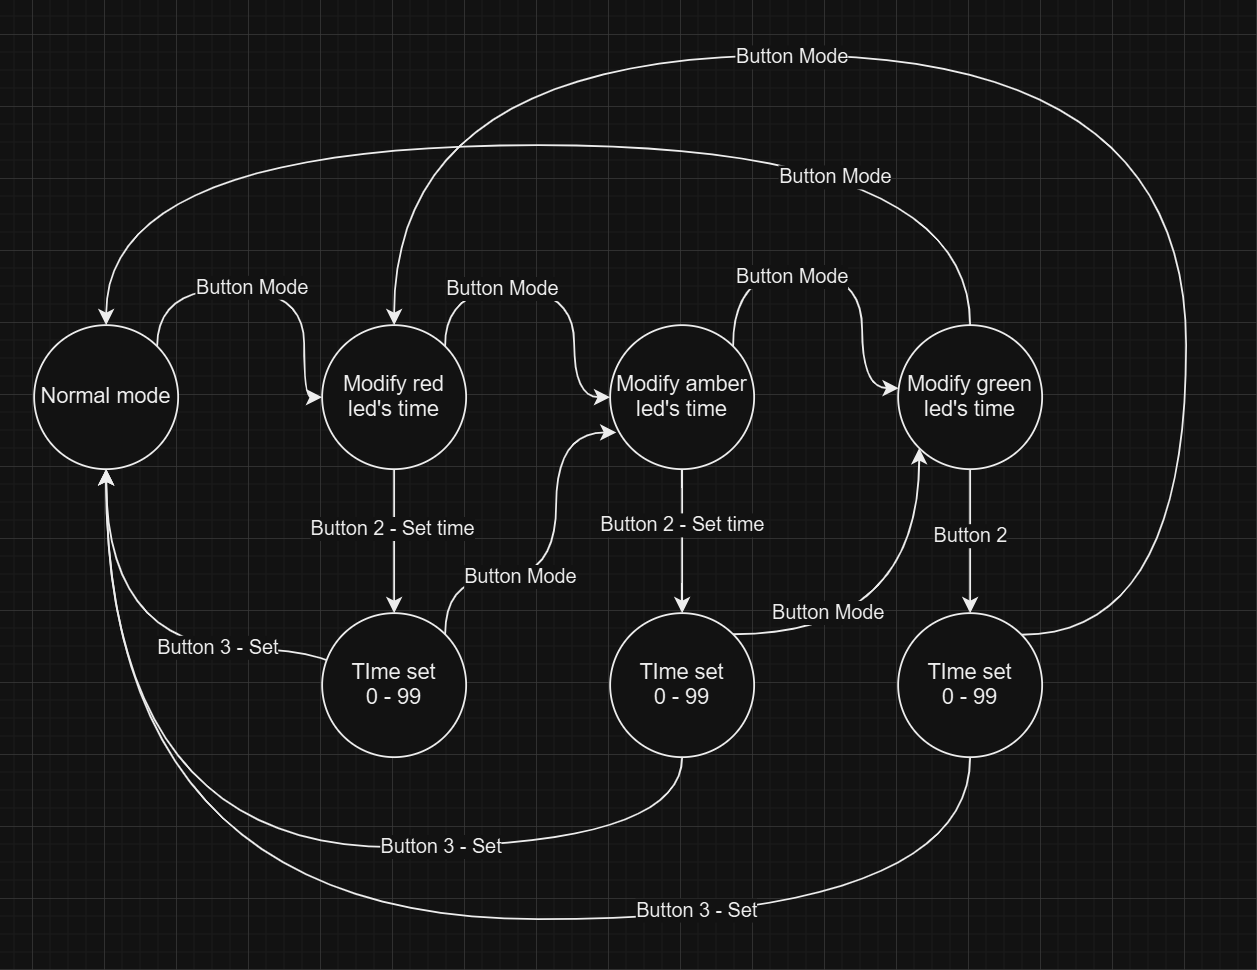 Button Mode
Button Mode
Button Mode
Button Mode
Button Mode
Normal mode
Modify red
led's time
Modify amber
led's time
Modify green
led's time
Button 2 - Set time
Button 2 - Set time
Button 2
Button Mode
Button Mode
Button 3 - Set
TIme set
0 - 99
TIme set
0 - 99
TIme set
0 - 99
Button 3 - Set
Button 3 - Set